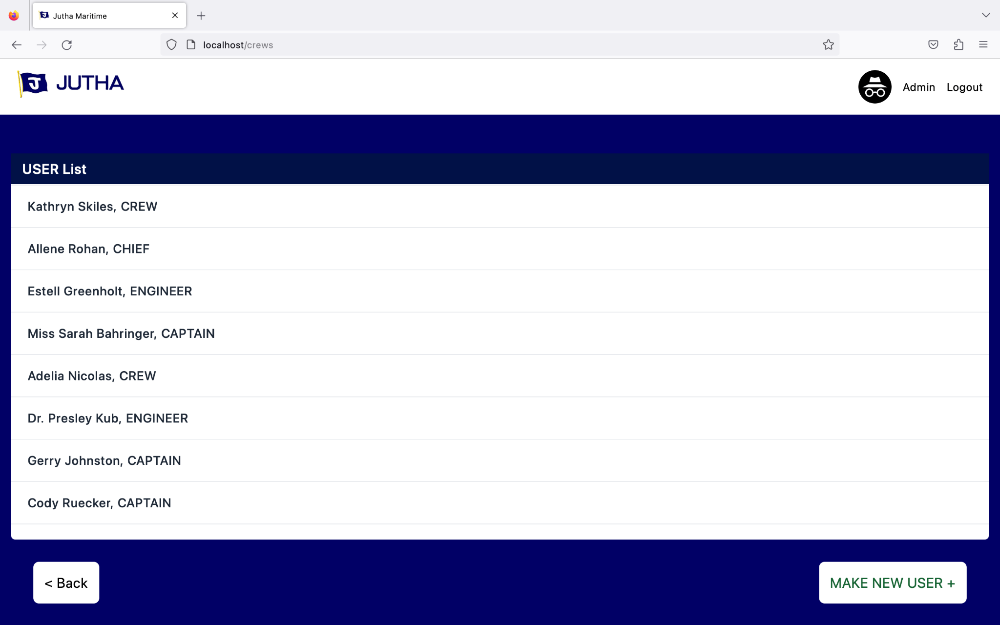 Jutha Maritime
localhost/crews
J JUTHA
Admin Logout
USER List
Kathryn Skiles, CREW
Allene Rohan, CHIEF
Estell Greenholt, ENGINEER
Miss Sarah Bahringer, CAPTAIN
Adelia Nicolas, CREW
Dr. Presley Kub, ENGINEER
Gerry Johnston, CAPTAIN
Cody Ruecker, CAPTAIN
< Back
MAKE NEW USER +